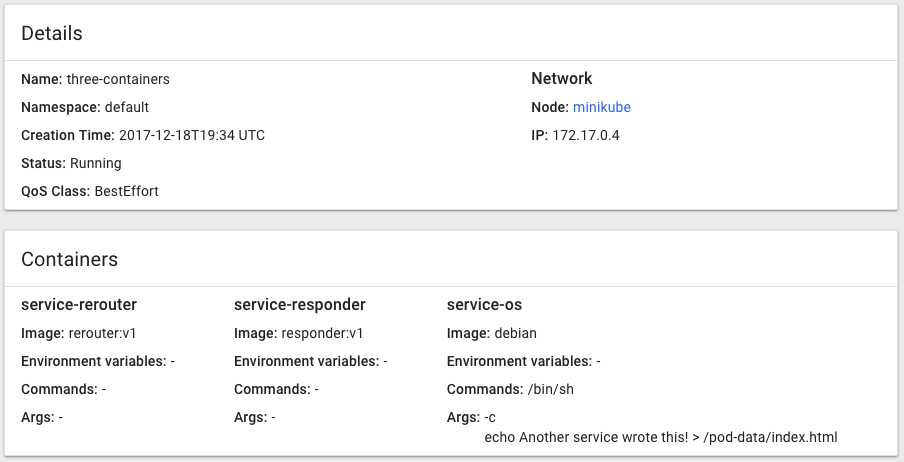 Details
Name: three-containers
Namespace: default
Creation Time: 2017-12-18T19:34 UTC
Status: Running
QoS Class: BestEffort
Network
Node: minikube
IP: 172.17.0.4
Containers
service-rerouter
Image: rerouter:v1
Environment variables: -
Commands: -
Args: -
service-responder
Image: responder:v1
Environment variables: -
Commands: -
Args: -
service-os
Image: debian
Environment variables: -
Commands: /bin/sh
Args: -c
echo Another service wrote this! > /pod-data/index.html